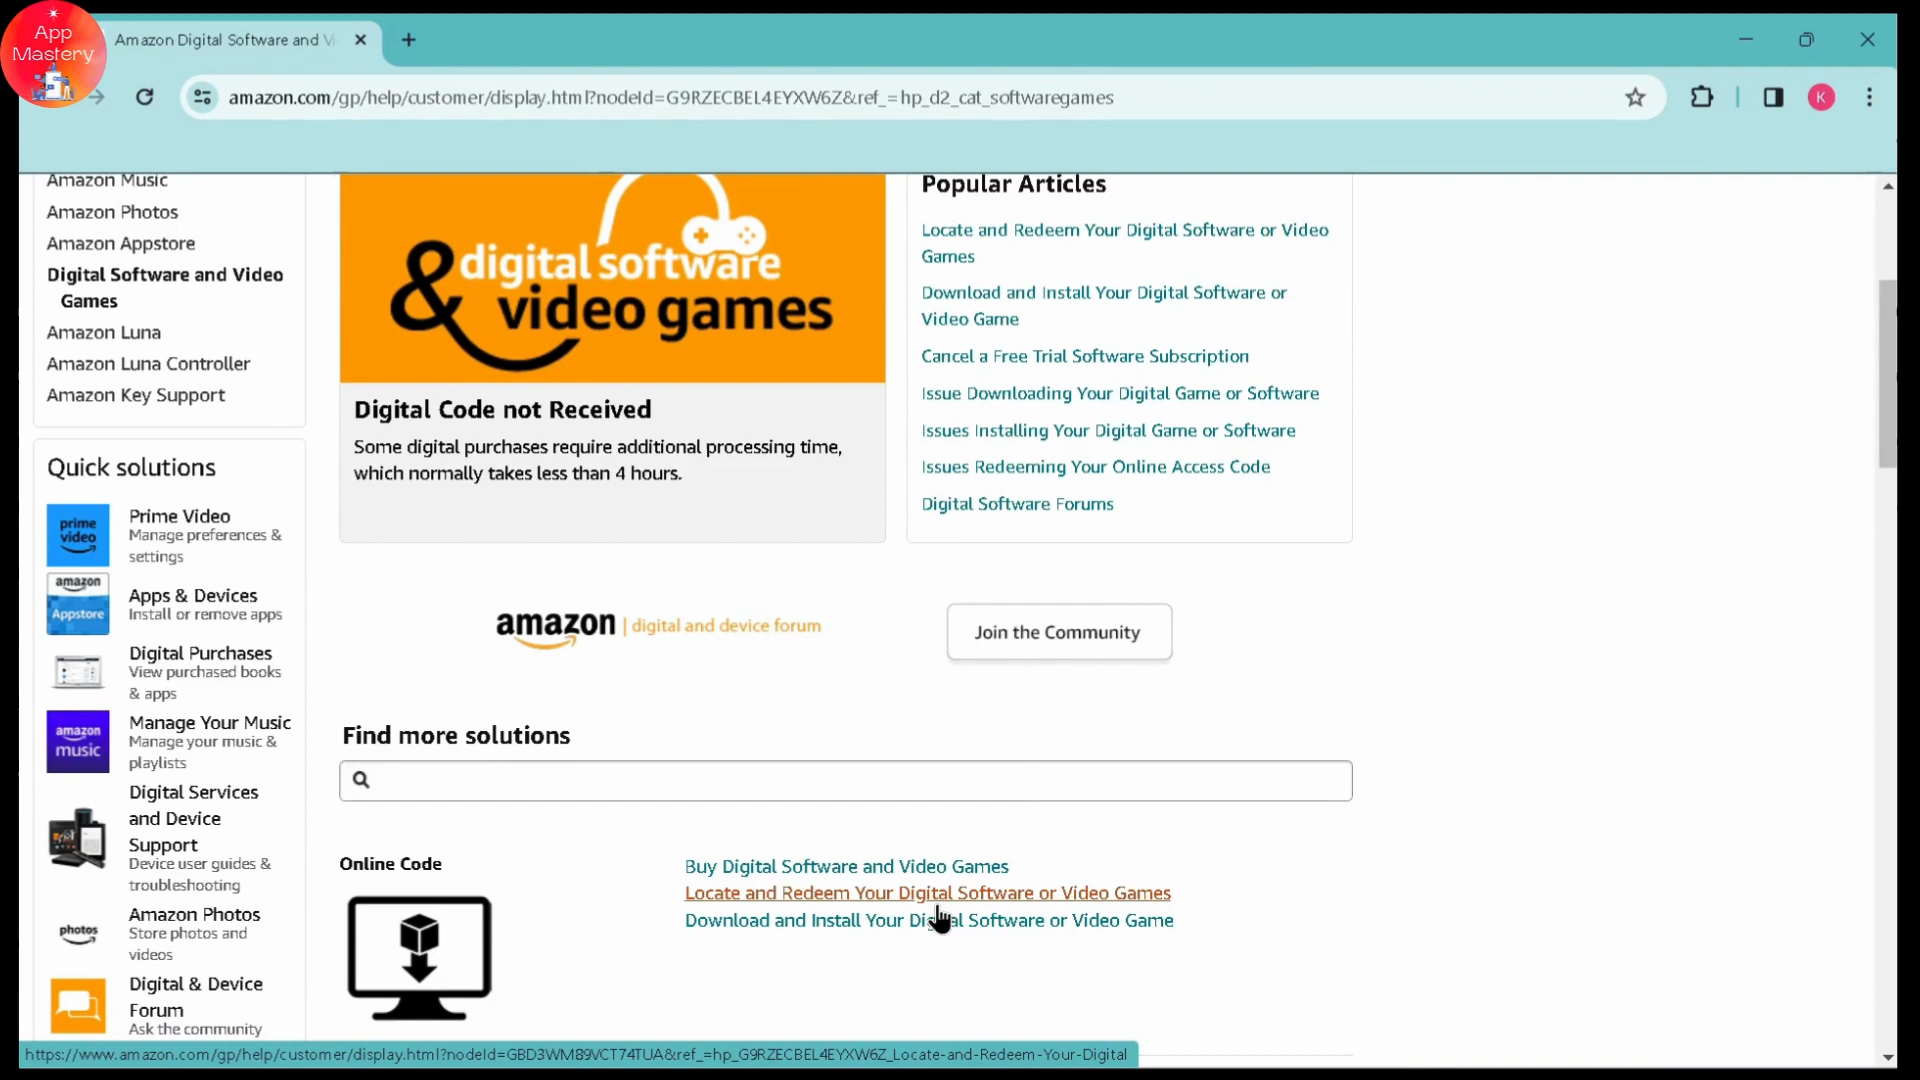 App
Mastery
Amazon Digital Software and Vi
amazon.com/gp/help/customer/display.html?nodeId=G9RZECBEL4EYXW6Z&ref_=hp_d2_cat_softwaregames
K
Amazon Music
Amazon Photos
Amazon Appstore
Digital Software and Video
Games
Amazon Luna
Amazon Luna Controller
Amazon Key Support
Quick solutions
prime
video
Prime Video
Manage preferences &
settings
amazon
Appstore
Apps & Devices
Install or remove apps
Digital Purchases
View purchased books
& apps
amazon
music
Manage Your Music
Manage your music &
playlists
Digital Services
and Device
Support
Device user guides &
troubleshooting
photos
Amazon Photos
Store photos and
videos
Digital & Device
Forum
Ask the community
digital software
& video games
Digital Code not Received
Some digital purchases require additional processing time,
which normally takes less than 4 hours.
Popular Articles
Locate and Redeem Your Digital Software or Video
Games
Download and Install Your Digital Software or
Video Game
Cancel a Free Trial Software Subscription
Issue Downloading Your Digital Game or Software
Issues Installing Your Digital Game or Software
Issues Redeeming Your Online Access Code
Digital Software Forums
amazon | digital and device forum
Join the Community
Find more solutions
Online Code
Buy Digital Software and Video Games
Locate and Redeem Your Digital Software or Video Games
Download and Install Your Digital Software or Video Game
https://www.amazon.com/gp/help/customer/display.html?nodeId=GBD3WM89VCT74TUA&ref_=hp_G9RZECBEL4EYXW6Z_Locate-and-Redeem-Your-Digital